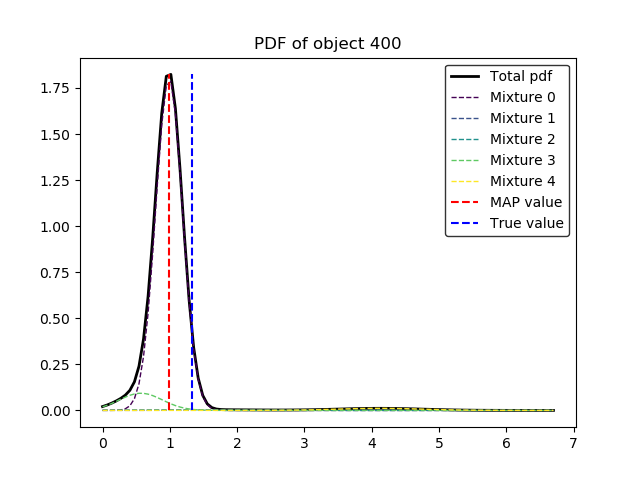 PDF of object 400
Total pdf
Mixture 0
Mixture 1
Mixture 2
Mixture 3
Mixture 4
MAP value
True value
1.75
1.50
1.25
1.00
0.75
0.50
0.25
0.00
0 1 2 3 4 5 6 7